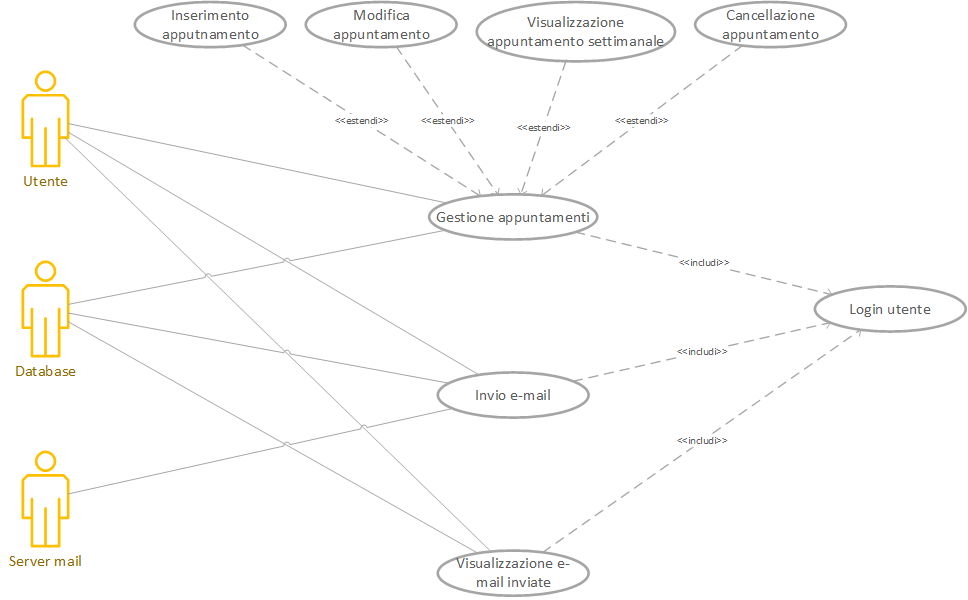 Inserimento
apputnamento
Modifica
appuntamento
Visualizzazione
appuntamento settimanale
Cancellazione
appuntamento
<<estendi>>
<<estendi>>
<<estendi>>
<<estendi>>
Utente
Gestione appuntamenti
<<includi>>
Login utente
Database
<<includi>>
Invio e-mail
<<includi>>
Server mail
Visualizzazione e-
mail inviate